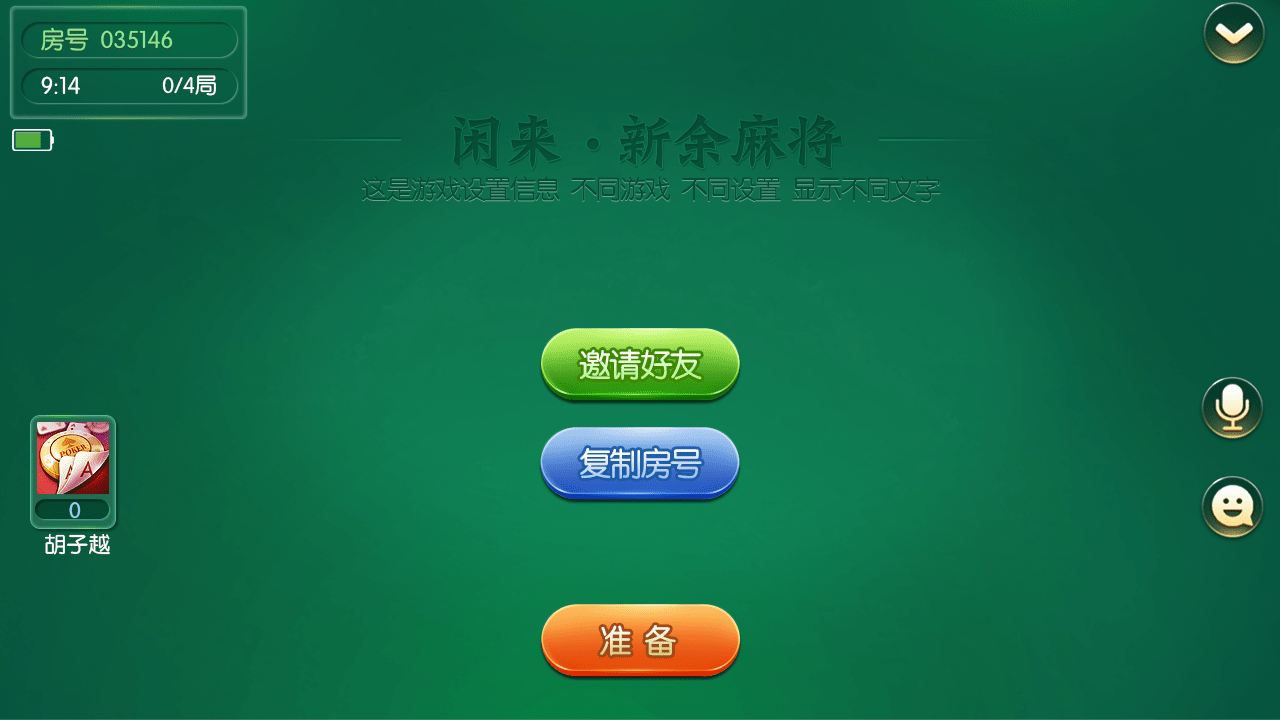 房号 035146
9:14 0/4局
闲来·新余麻将
这是游戏设置信息 不同游戏 不同设置 显示不同文字
邀请好友
复制房号
POKER
A
0
胡子越
准备